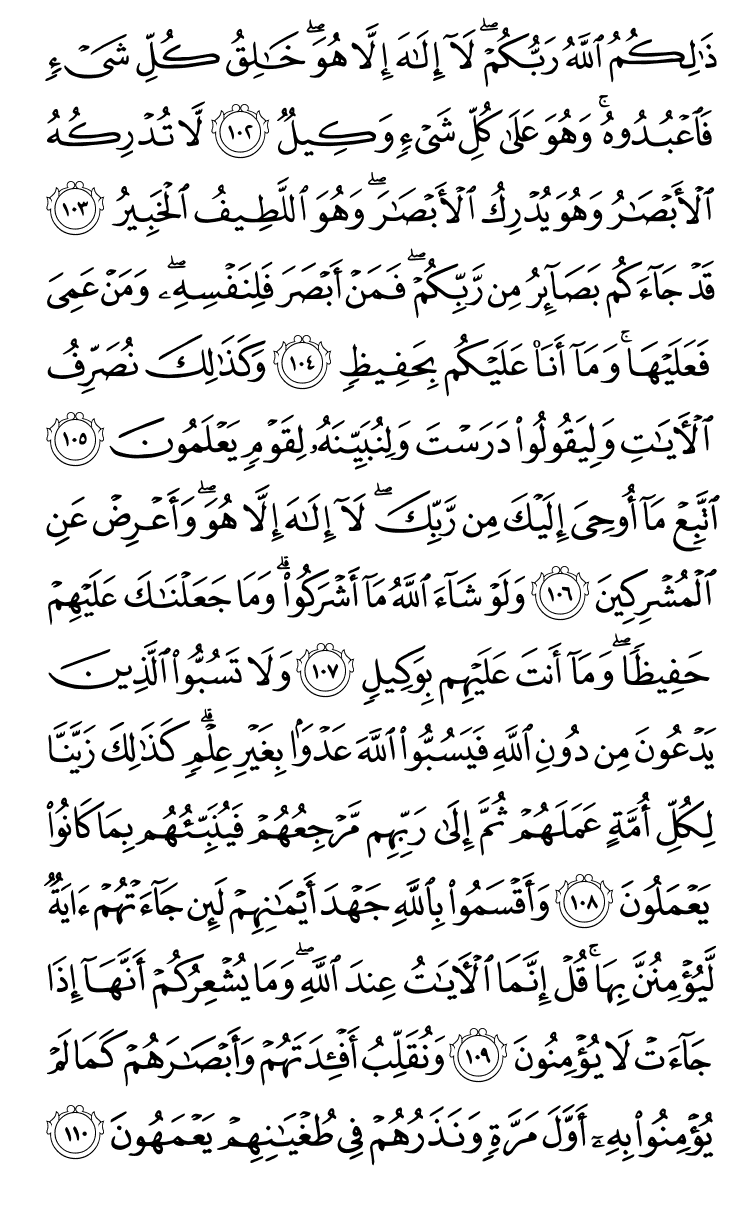 ذَٰلِكُمُ ٱللَّهُ رَبُّكُمۡۖ لَآ إِلَٰهَ إِلَّا هُوَۖ خَٰلِقُ كُلِّ شَيۡءٖ
فَٱعۡبُدُوهُۚ وَهُوَ عَلَىٰ كُلِّ شَيۡءٖ وَكِيلٞ ١٠٢ لَّا تُدۡرِكُهُ
ٱلۡأَبۡصَٰرُ وَهُوَ يُدۡرِكُ ٱلۡأَبۡصَٰرَۖ وَهُوَ ٱللَّطِيفُ ٱلۡخَبِيرُ ١٠٣
قَدۡ جَآءَكُم بَصَآئِرُ مِن رَّبِّكُمۡۖ فَمَنۡ أَبۡصَرَ فَلِنَفۡسِهِۦۖ وَمَنۡ عَمِيَ
فَعَلَيۡهَاۚ وَمَآ أَنَا۠ عَلَيۡكُم بِحَفِيظٖ ١٠٤ وَكَذَٰلِكَ نُصَرِّفُ
ٱلۡأٓيَٰتِ وَلِيَقُولُواْ دَرَسۡتَ وَلِنُبَيِّنَهُۥ لِقَوۡمٖ يَعۡلَمُونَ ١٠٥
ٱتَّبِعۡ مَآ أُوحِيَ إِلَيۡكَ مِن رَّبِّكَۖ لَآ إِلَٰهَ إِلَّا هُوَۖ وَأَعۡرِضۡ عَنِ
ٱلۡمُشۡرِكِينَ ١٠٦ وَلَوۡ شَآءَ ٱللَّهُ مَآ أَشۡرَكُواْۗ وَمَا جَعَلۡنَٰكَ عَلَيۡهِمۡ
حَفِيظٗاۖ وَمَآ أَنتَ عَلَيۡهِم بِوَكِيلٖ ١٠٧ وَلَا تَسُبُّواْ ٱلَّذِينَ
يَدۡعُونَ مِن دُونِ ٱللَّهِ فَيَسُبُّواْ ٱللَّهَ عَدۡوَۢا بِغَيۡرِ عِلۡمٖۗ كَذَٰلِكَ زَيَّنَّا
لِكُلِّ أُمَّةٍ عَمَلَهُمۡ ثُمَّ إِلَىٰ رَبِّهِم مَّرۡجِعُهُمۡ فَيُنَبِّئُهُم بِمَا كَانُواْ
يَعۡمَلُونَ ١٠٨ وَأَقۡسَمُواْ بِٱللَّهِ جَهۡدَ أَيۡمَٰنِهِمۡ لَئِن جَآءَتۡهُمۡ ءَايَةٞ
لَّيُؤۡمِنُنَّ بِهَاۚ قُلۡ إِنَّمَا ٱلۡأٓيَٰتُ عِندَ ٱللَّهِۖ وَمَا يُشۡعِرُكُمۡ أَنَّهَآ إِذَا
جَآءَتۡ لَا يُؤۡمِنُونَ ١٠٩ وَنُقَلِّبُ أَفۡـِٔدَتَهُمۡ وَأَبۡصَٰرَهُمۡ كَمَا لَمۡ
يُؤۡمِنُواْ بِهِۦٓ أَوَّلَ مَرَّةٖ وَنَذَرُهُمۡ فِي طُغۡيَٰنِهِمۡ يَعۡمَهُونَ ١١٠